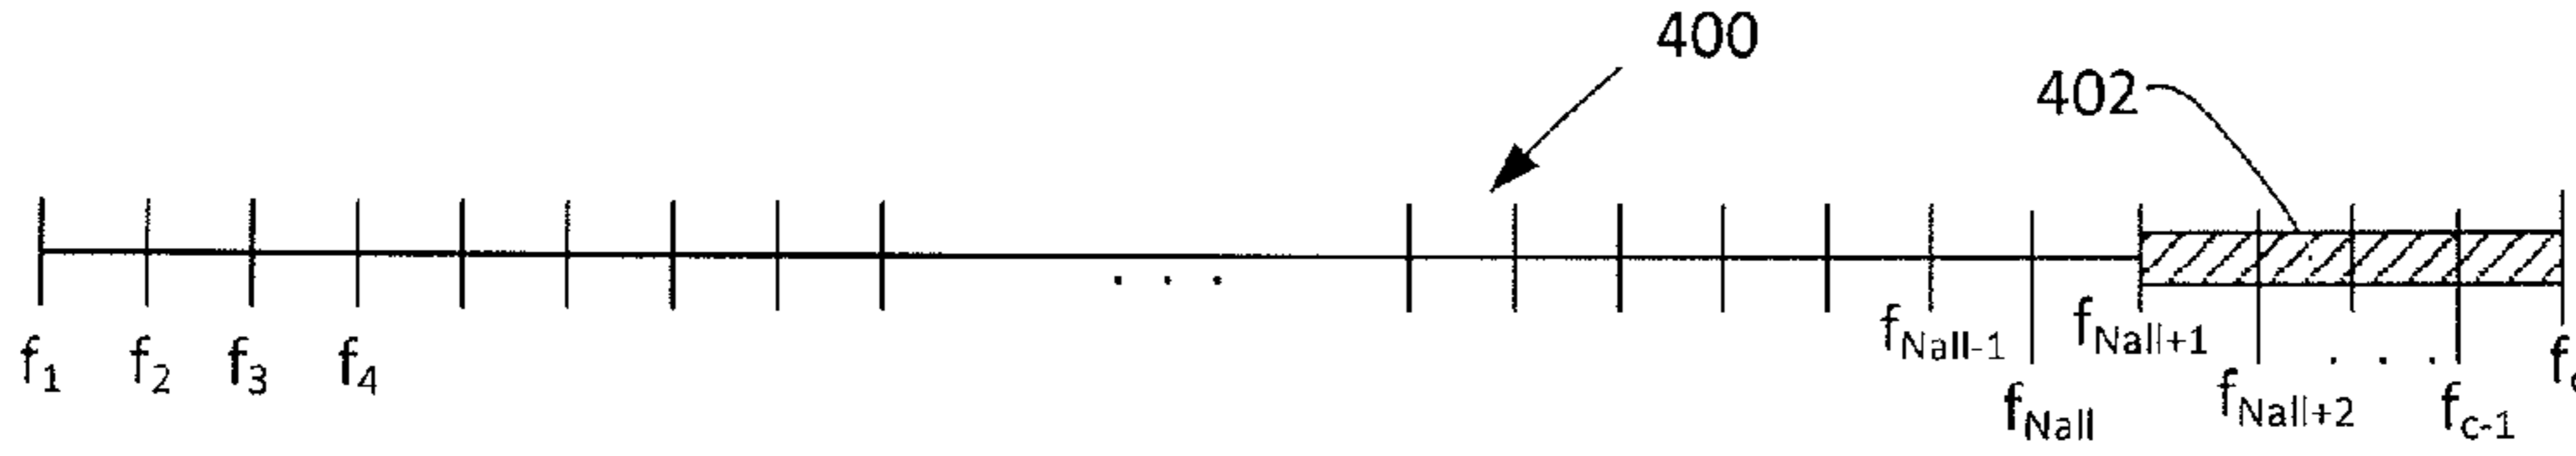 400
402
. . .
f1 f2 f3 f4
fNall-1 fNall+1
fNall fNall+2 . . . fc-1